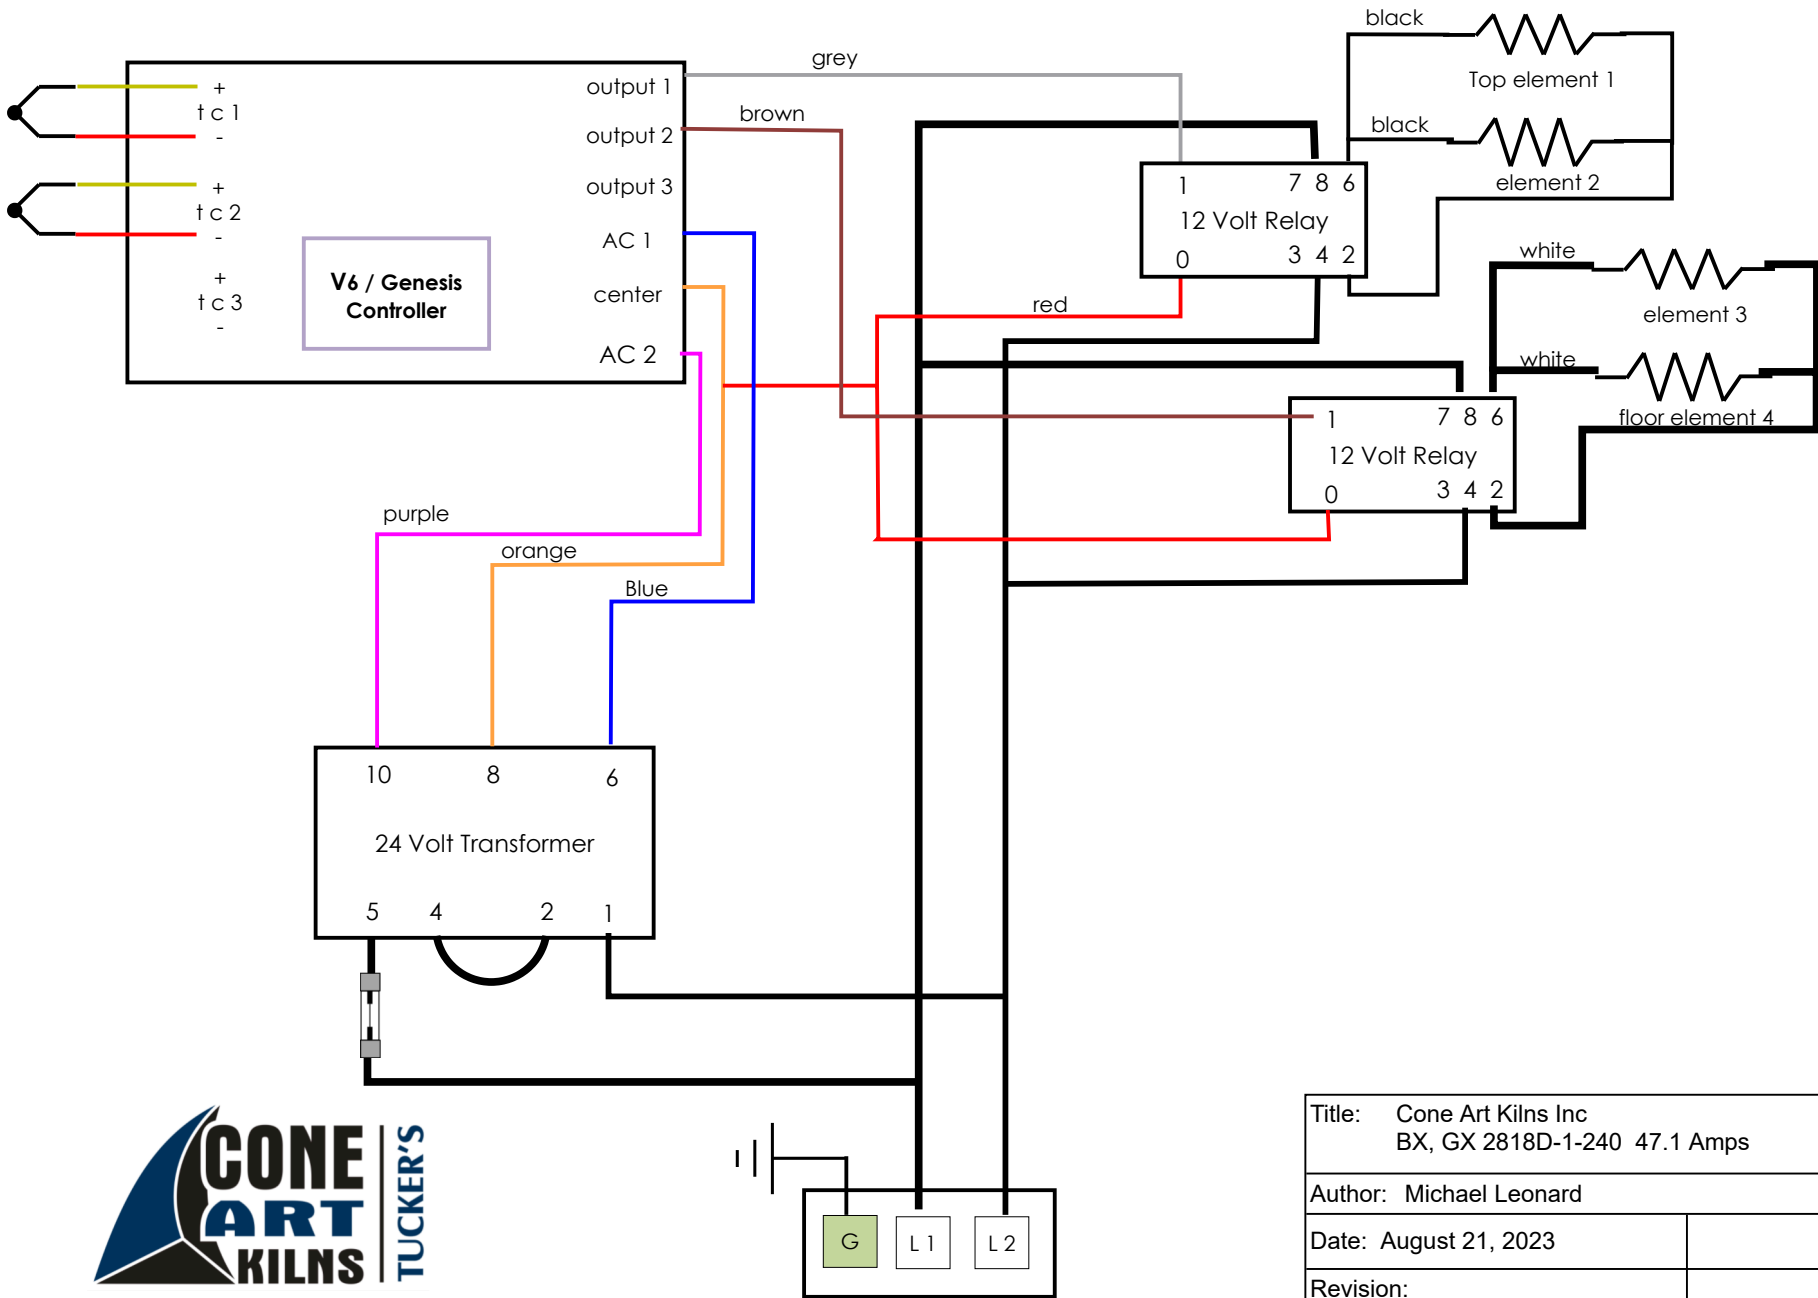 black
grey
Top element 1
+
t c 1
-
output 1
brown
black
output 2
element 2
+
t c 2
-
output 3
1 7 8 6
12 Volt Relay
0 3 4 2
AC 1
white
+
t c 3
-
V6 / Genesis
Controller
center
red
element 3
AC 2
white
floor element 4
1 7 8 6
12 Volt Relay
0 3 4 2
purple
orange
Blue
10 8 6
24 Volt Transformer
5 4 2 1
CONE
ART
KILNS
TUCKER'S
G L 1 L 2
Title: Cone Art Kilns Inc
BX, GX 2818D-1-240 47.1 Amps
Author: Michael Leonard
Date: August 21, 2023
Revision: